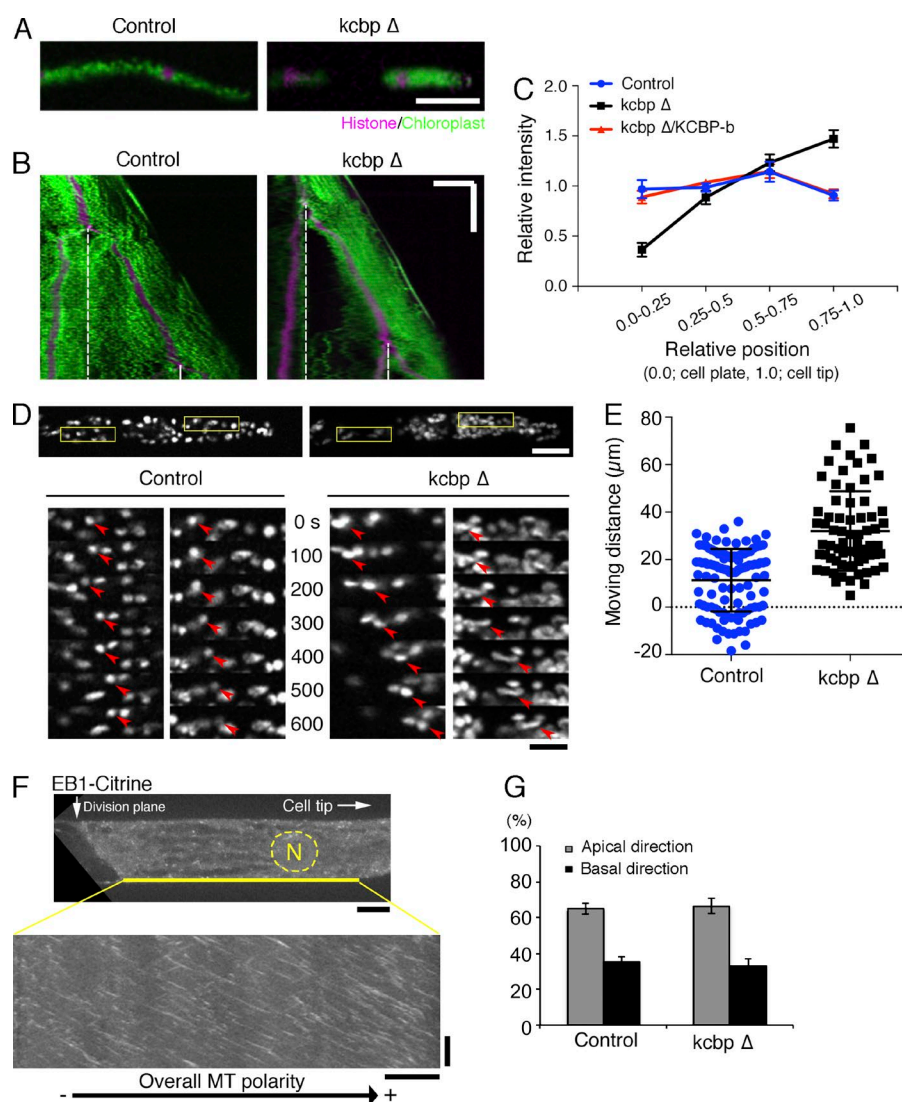 A
Control
kcbp Δ
Histone/Chloroplast
B
Control
kcbp Δ
C
Relative intensity
2.0
1.5
1.0
0.5
0.0
Control
kcbp Δ
kcbp Δ/KCBP-b
0.0-0.25
0.25-0.5
0.5-0.75
0.75-1.0
Relative position
(0.0; cell plate, 1.0; cell tip)
D
Control
kcbp Δ
0 s
100
200
300
400
500
600
E
Moving distance (µm)
80
60
40
20
0
-20
Control
kcbp Δ
F
EB1-Citrine
Division plane
Cell tip
N
Overall MT polarity
- +
G
(%)
100
80
60
40
20
0
Apical direction
Basal direction
Control
kcbp Δ